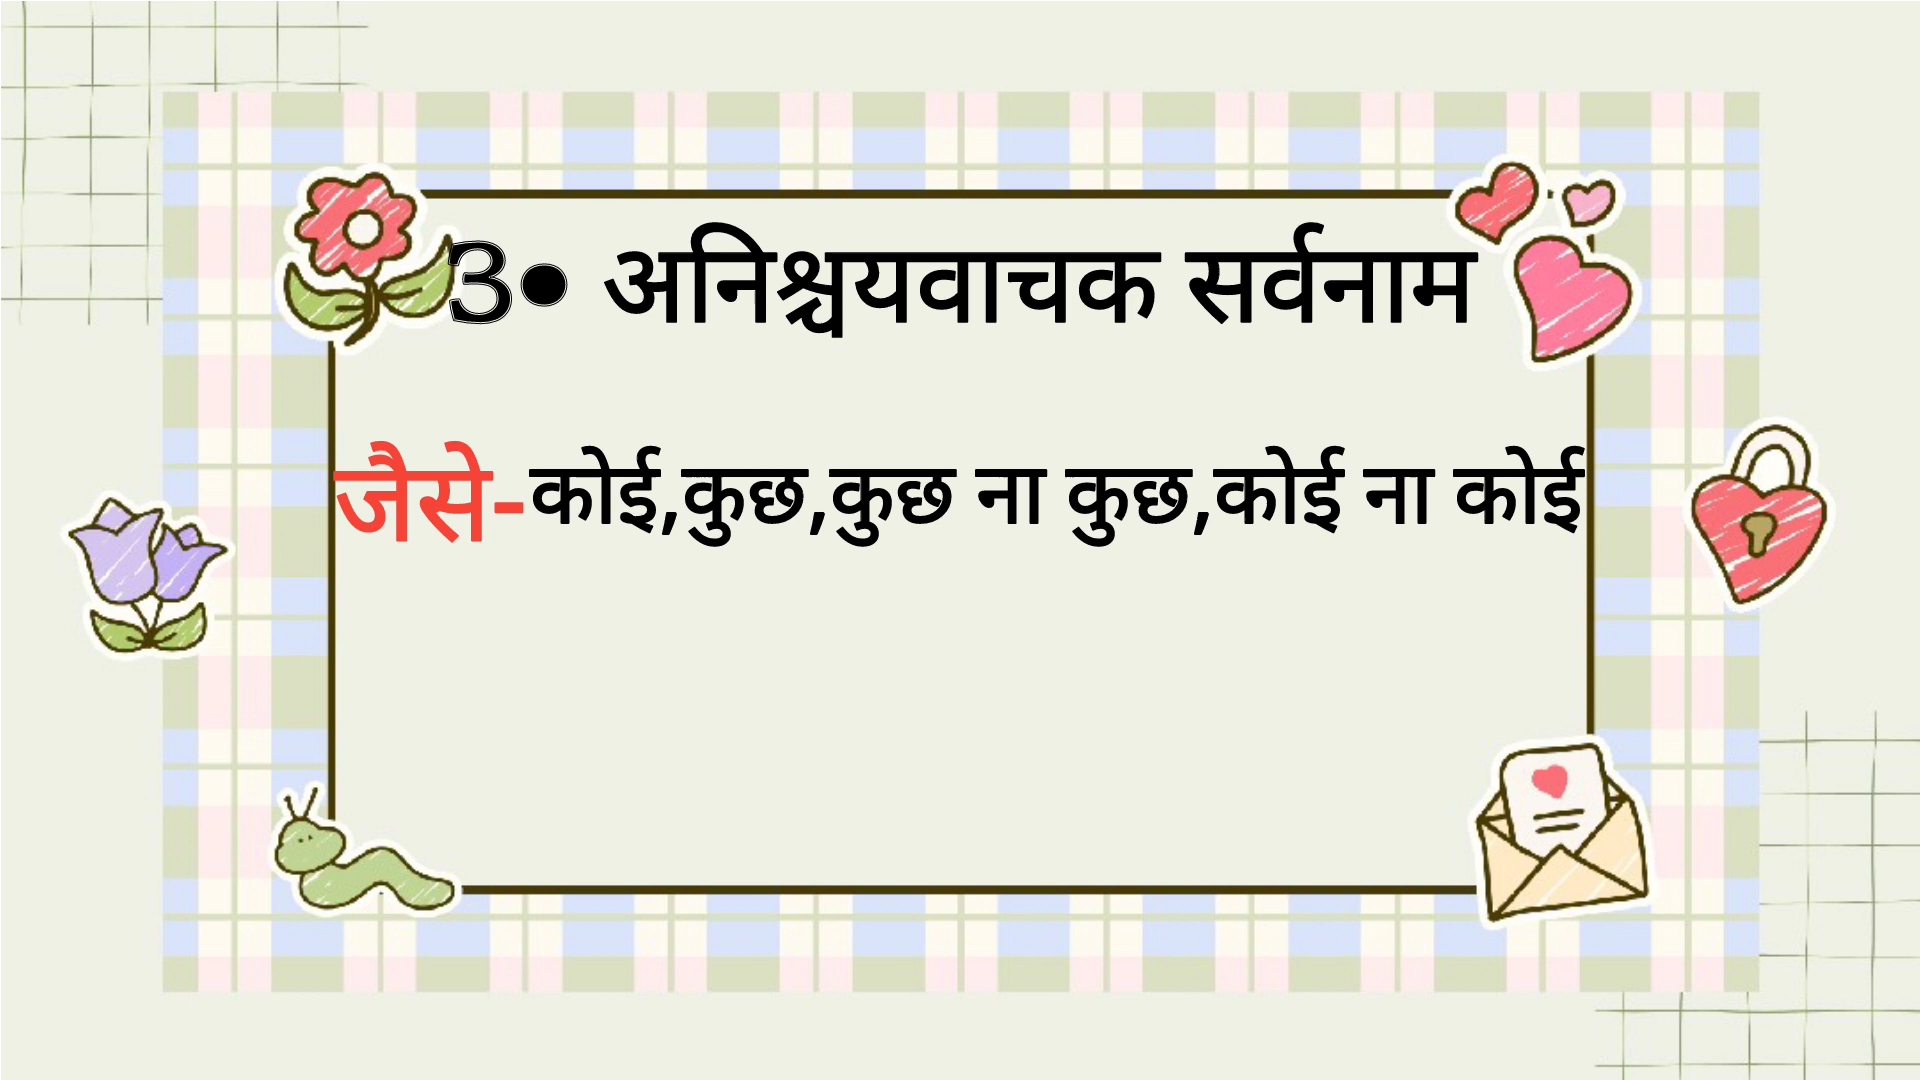 3• अनिश्चयवाचक सर्वनाम
जैसे-कोई,कुछ,कुछ ना कुछ,कोई ना कोई